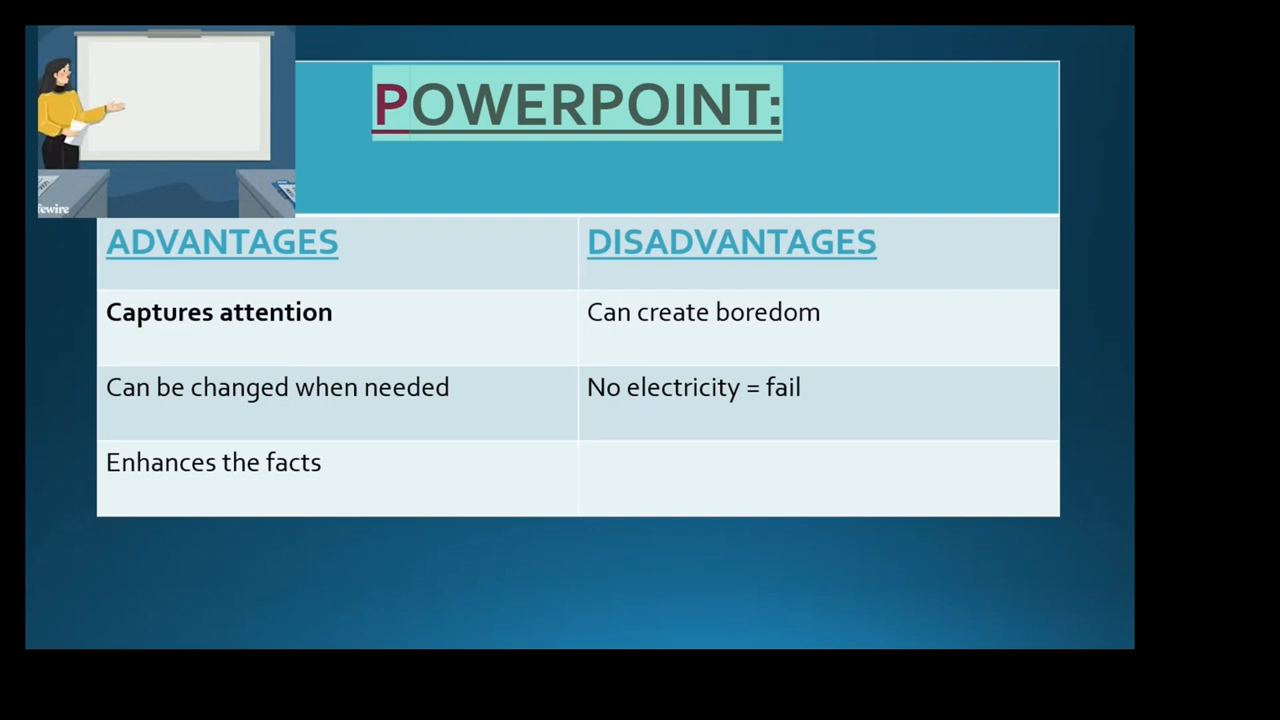 POWERPOINT:
ewire
ADVANTAGES
DISADVANTAGES
Captures attention
Can create boredom
Can be changed when needed
No electricity = fail
Enhances the facts